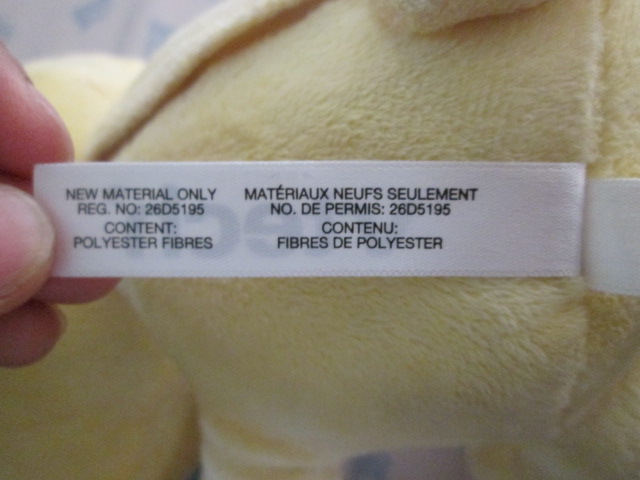 NEW MATERIAL ONLY
REG. NO: 26D5195
CONTENT:
POLYESTER FIBRES
MATÉRIAUX NEUFS SEULEMENT
NO. DE PERMIS: 26D5195
CONTENU:
FIBRES DE POLYESTER